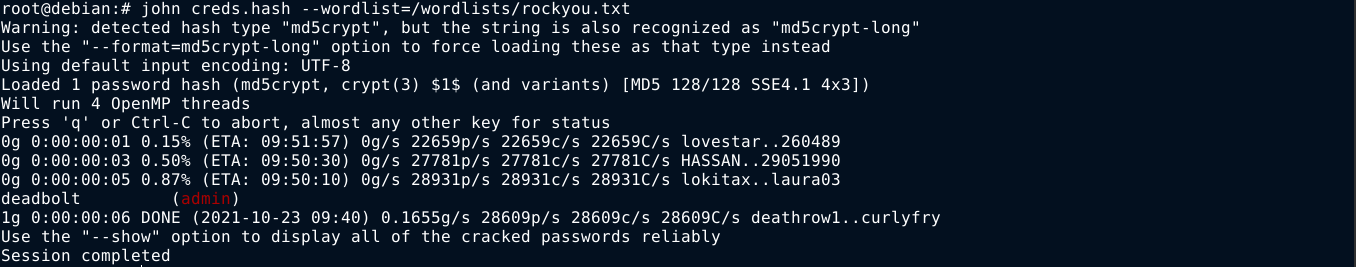 root@debian:# john creds.hash --wordlist=/wordlists/rockyou.txt
Warning: detected hash type "md5crypt", but the string is also recognized as "md5crypt-long"
Use the "--format=md5crypt-long" option to force loading these as that type instead
Using default input encoding: UTF-8
Loaded 1 password hash (md5crypt, crypt(3) $1$ (and variants) [MD5 128/128 SSE4.1 4x3])
Will run 4 OpenMP threads
Press 'q' or Ctrl-C to abort, almost any other key for status
0g 0:00:00:01 0.15% (ETA: 09:51:57) 0g/s 22659p/s 22659c/s 22659C/s lovestar..260489
0g 0:00:00:03 0.50% (ETA: 09:50:30) 0g/s 27781p/s 27781c/s 27781C/s HASSAN..29051990
0g 0:00:00:05 0.87% (ETA: 09:50:10) 0g/s 28931p/s 28931c/s 28931C/s lokitax..laura03
deadbolt         (admin)
1g 0:00:00:06 DONE (2021-10-23 09:40) 0.1655g/s 28609p/s 28609c/s 28609C/s deathrow1..curlyfry
Use the "--show" option to display all of the cracked passwords reliably
Session completed